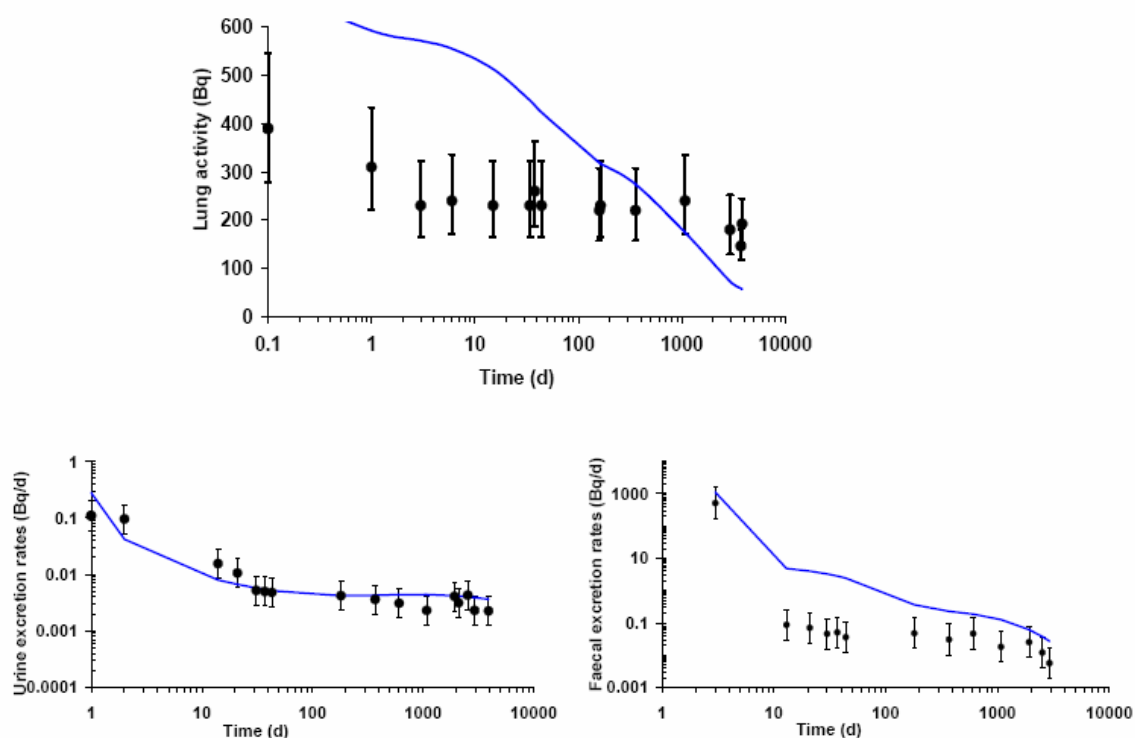 600
500
400
300
200
100
0
Lung activity (Bq)
0.1 1 10 100 1000 10000
Time (d)
1
0.1
0.01
0.001
0.0001
Urine excretion rates (Bq/d)
1 10 100 1000 10000
Time (d)
1000
10
0.1
0.001
Faecal excretion rates (Bq/d)
1 10 100 1000 10000
Time (d)